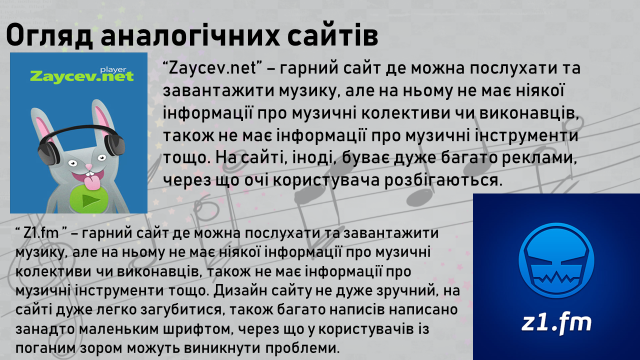 Огляд аналогічних сайтів
player
Zaycev.net
“Zaycev.net” – гарний сайт де можна послухати та
завантажити музику, але на ньому не має ніякої
інформації про музичні колективи чи виконавців,
також не має інформації про музичні інструменти
тощо. На сайті, іноді, буває дуже багато реклами,
через що очі користувача розбігаються.
“ Z1.fm ” – гарний сайт де можна послухати та завантажити
музику, але на ньому не має ніякої інформації про музичні
колективи чи виконавців, також не має інформації про
музичні інструменти тощо. Дизайн сайту не дуже зручний, на
сайті дуже легко загубитися, також багато написів написано
занадто маленьким шрифтом, через що у користувачів із
поганим зором можуть виникнути проблеми.
z1.fm